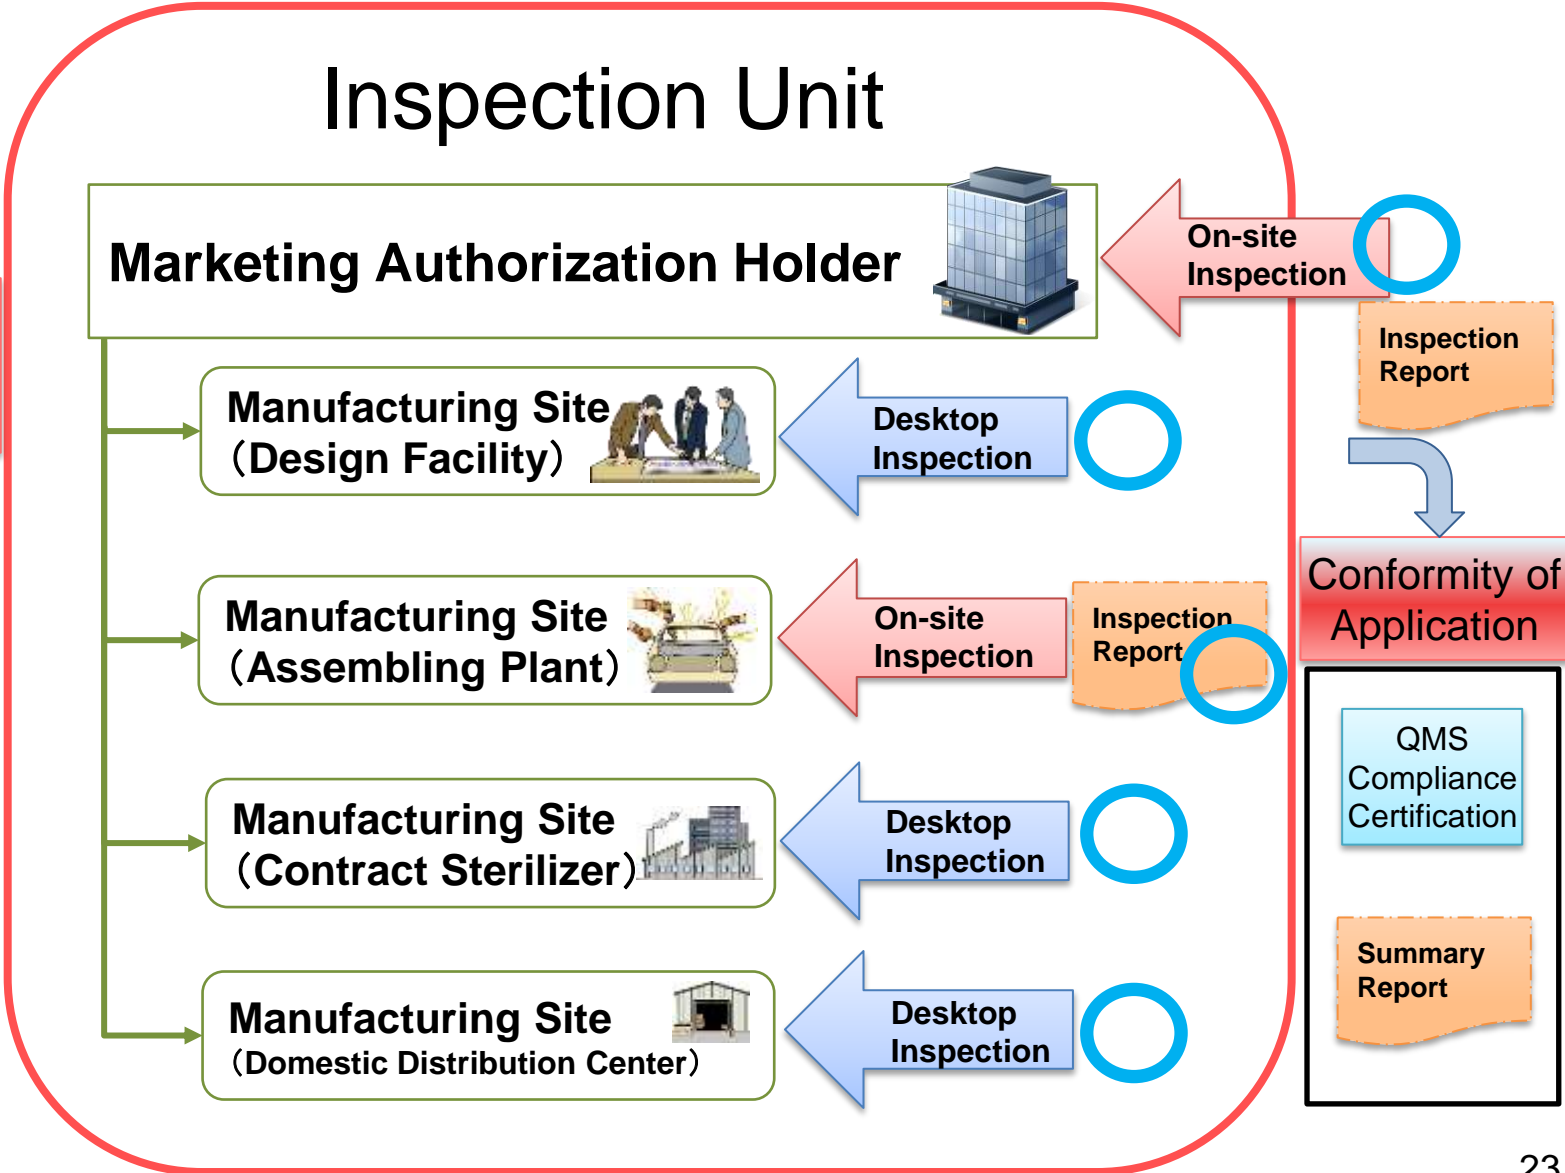 Inspection Unit
Marketing Authorization Holder
On-site
Inspection
Inspection
Report
Manufacturing Site
（Design Facility）
Desktop
Inspection
Manufacturing Site
（Assembling Plant）
On-site
Inspection
Inspection
Report
Conformity of
Application
Manufacturing Site
（Contract Sterilizer）
Desktop
Inspection
QMS
Compliance
Certification
Manufacturing Site
（Domestic Distribution Center）
Desktop
Inspection
Summary
Report
23